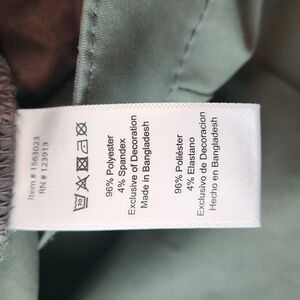 Item # 1563023
RN # 123913
30
96% Polyester
4% Spandex
Exclusive of Decoration
Made in Bangladesh
96% Poliéster
4% Elastano
Exclusivo de Decoracion
Hecho en Bangladesh